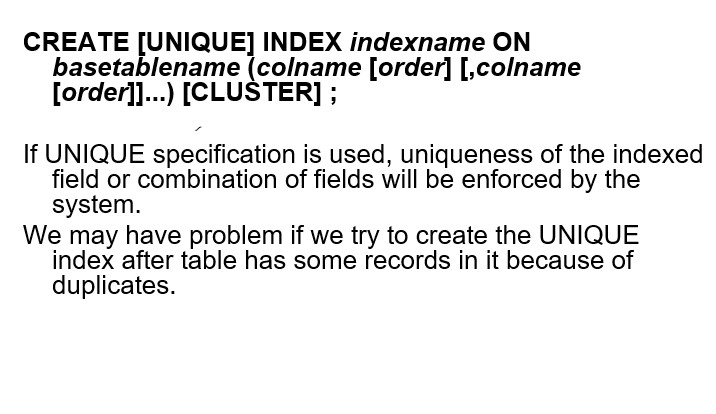 CREATE [UNIQUE] INDEX indexname ON
basetablename (colname [order] [,colname
[order]]...) [CLUSTER] ;
If UNIQUE specification is used, uniqueness of the indexed
field or combination of fields will be enforced by the
system.
We may have problem if we try to create the UNIQUE
index after table has some records in it because of
duplicates.